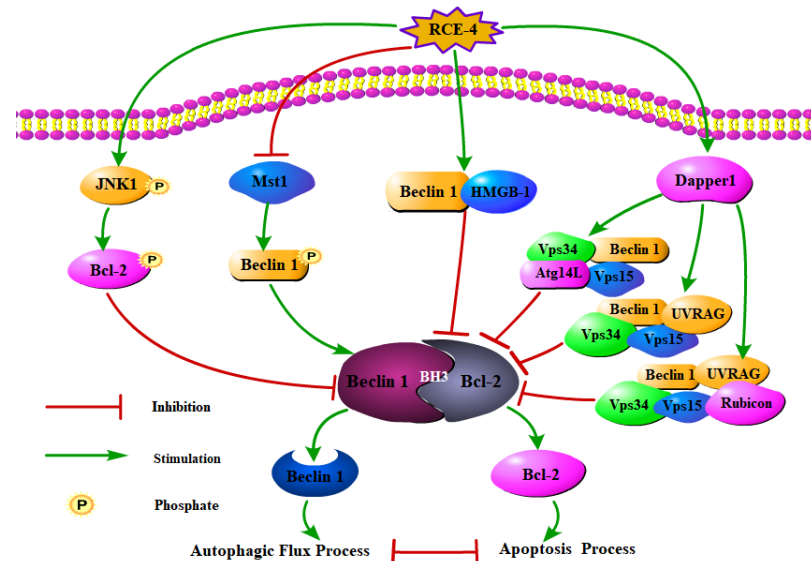 RCE-4
JNK1
P
Mst1
Beclin 1
HMGB-1
Dapper1
Bcl-2
P
Beclin 1
P
Vps34
Beclin 1
Atg14L
Vps15
Beclin 1
UVRAG
Vps34
Vps15
Beclin 1
UVRAG
Vps34
Vps15
Rubicon
Beclin 1
BH3
Bcl-2
Inhibition
Stimulation
P
Phosphate
Beclin 1
Bcl-2
Autophagic Flux Process
Apoptosis Process